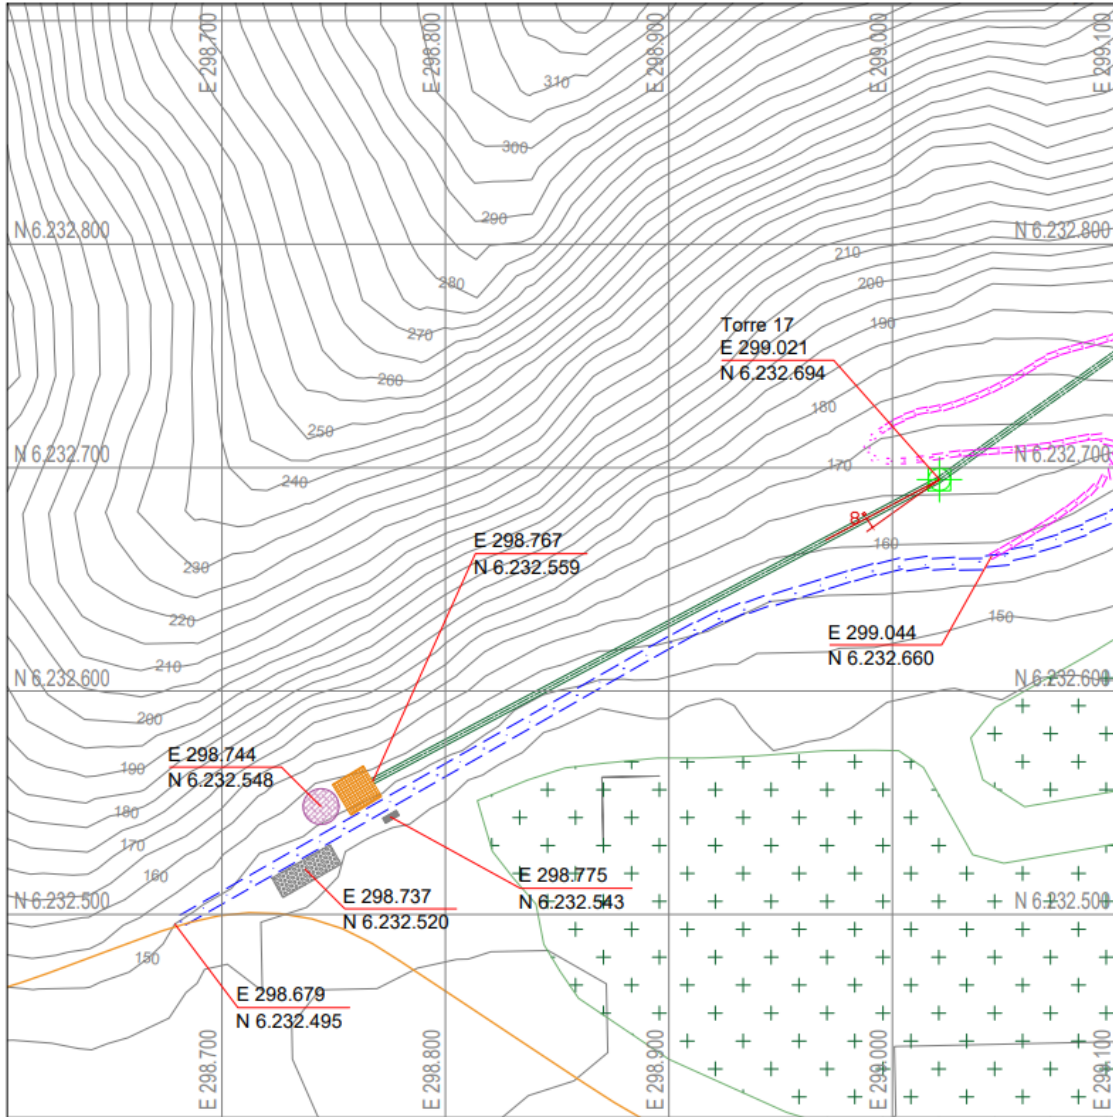 E 298.700
E 298.800
E 298.900
E 299.000
E 299.100
310
300
290
N 6.232.800
N 6.232.800
210
280
200
190
270
Torre 17
E 299.021
N 6.232.694
260
180
250
N 6.232.700
N 6.232.700
170
240
8°
E 298.767
N 6.232.559
160
230
150
220
E 299.044
N 6.232.660
210
N 6.232.600
N 6.232.600
200
E 298.744
N 6.232.548
190
180
170
160
E 298.775
N 6.232.543
E 298.737
N 6.232.520
N 6.232.500
N 6.232.500
150
E 298.679
N 6.232.495
E 298.700
E 298.800
E 298.900
E 299.000
E 299.100